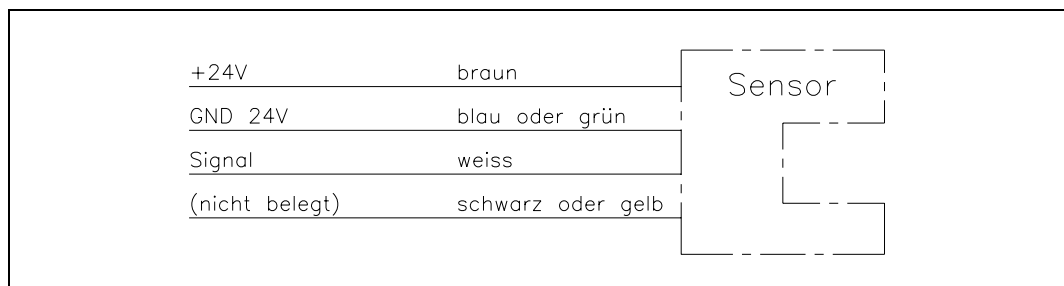 +24V braun Sensor
GND 24V blau oder grün
Signal weiss
(nicht belegt) schwarz oder gelb